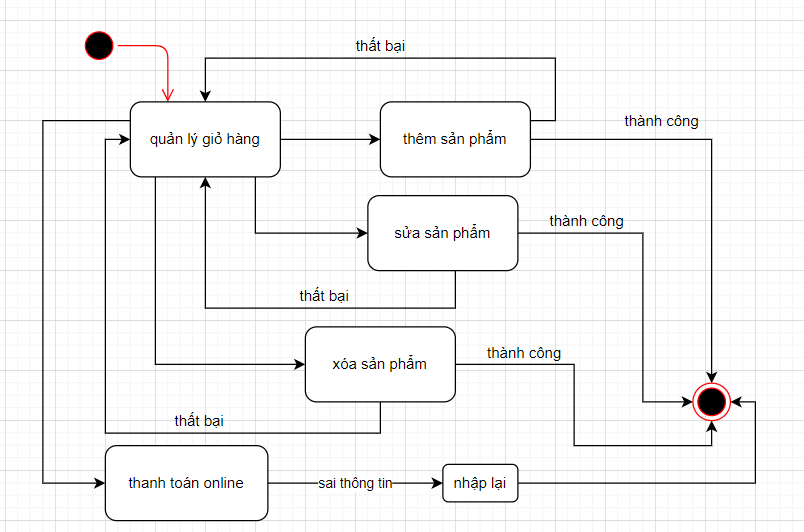 thất bại
quản lý giỏ hàng
thêm sản phẩm
thành công
sửa sản phẩm
thành công
thất bại
xóa sản phẩm
thành công
thất bại
thanh toán online
sai thông tin
nhập lại